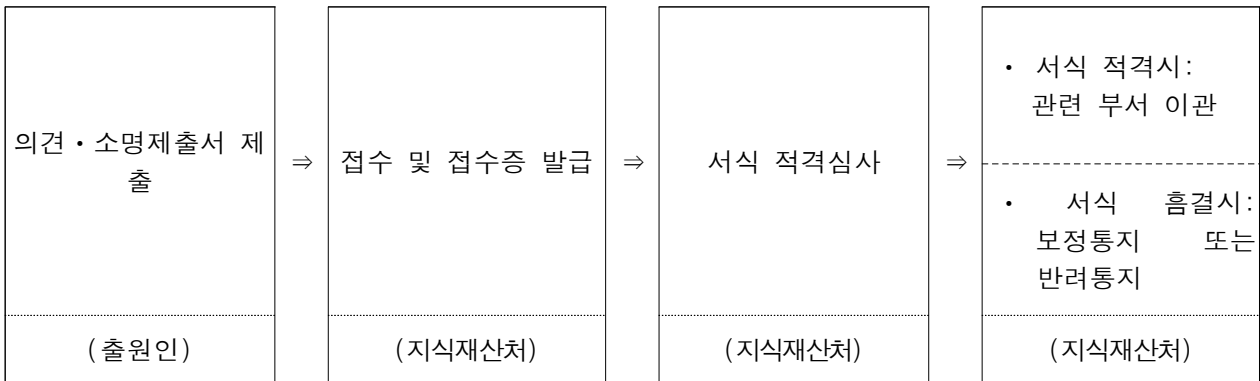 의견・소명제출서 제
출
(출원인)
⇒
접수 및 접수증 발급
(지식재산처)
⇒
서식 적격심사
(지식재산처)
⇒
・ 서식 적격시:
관련 부서 이관
・ 서식 흠결시:
보정통지 또는
반려통지
(지식재산처)